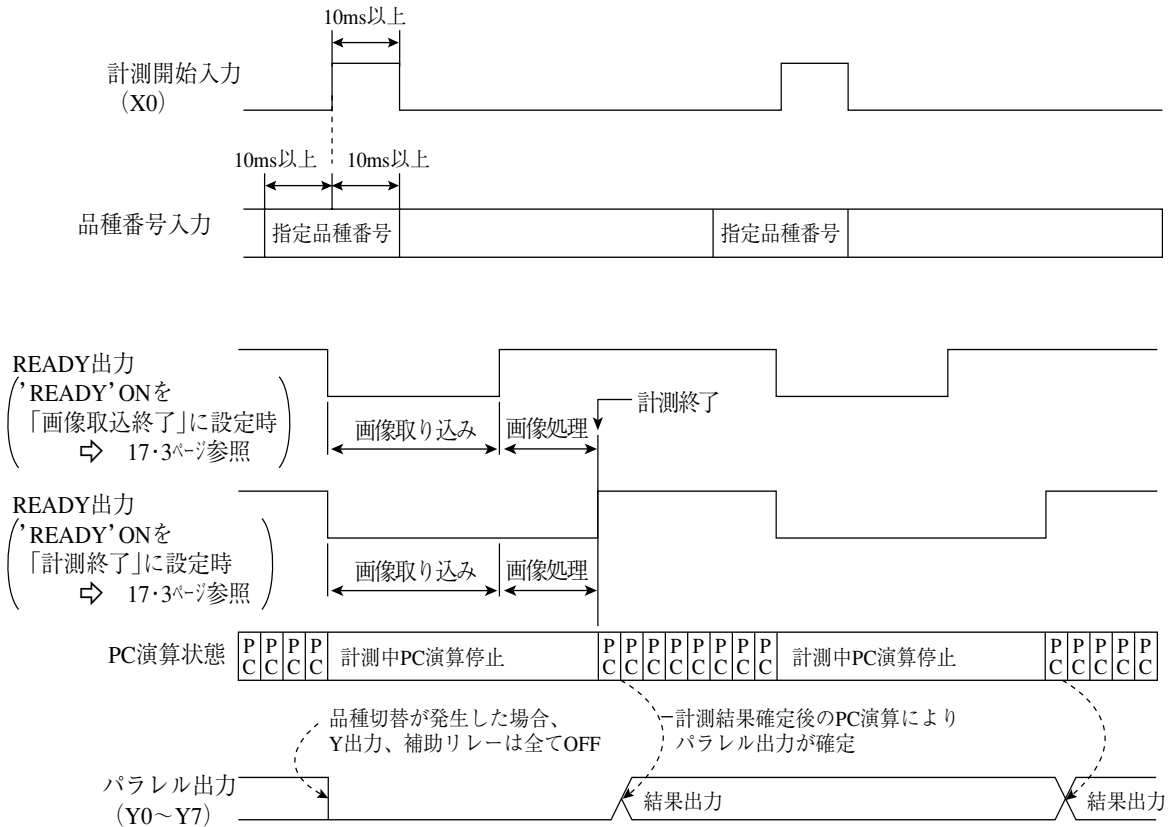 10ms以上
計測開始入力
（X0）
10ms以上 10ms以上
品種番号入力
指定品種番号
指定品種番号
READY出力
’READY’ONを
「画像取込終了」に設定時
⇨ 17・3ページ参照
画像取り込み
画像処理
計測終了
READY出力
’READY’ONを
「計測終了」に設定時
⇨ 17・3ページ参照
画像取り込み
画像処理
PC演算状態
PC PC PC PC
計測中PC演算停止
PC PC PC PC PC PC PC PC
計測中PC演算停止
PC PC PC PC PC
品種切替が発生した場合、
Y出力、補助リレーは全てOFF
計測結果確定後のPC演算により
パラレル出力が確定
パラレル出力
（Y0～Y7）
結果出力
結果出力